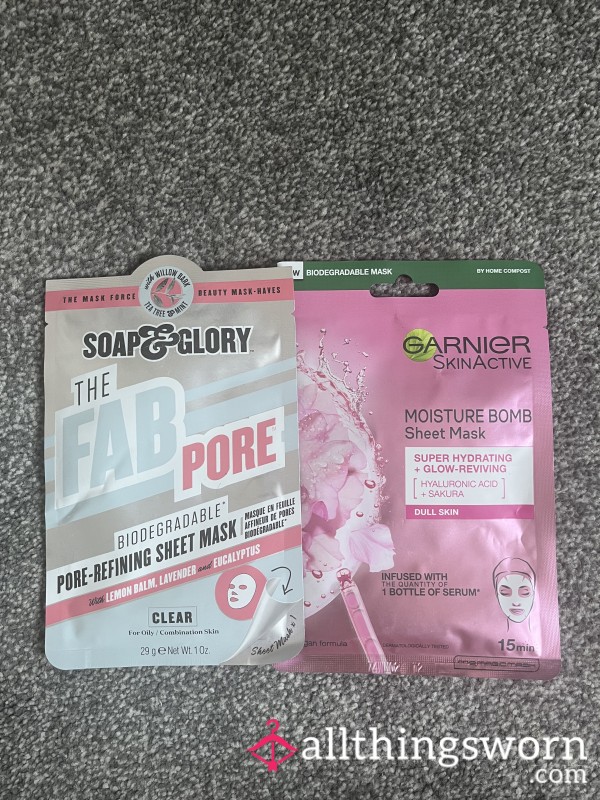 with WILLOW BARK
TEA TREE & MINT
THE MASK FORCE
BEAUTY MASK-HAVES
SOAP & GLORY
THE
FAB
PORE
BIODEGRADABLE*
PORE-REFINING SHEET MASK
MASQUE EN FEUILLE
AFFINEUR DE PORES
BIODÉGRADABLE*
With LEMON BALM, LAVENDER and EUCALYPTUS
CLEAR
For Oily / Combination Skin
29 g e Net Wt. 1 Oz.
Sheet Mask
BIODEGRADABLE MASK
BY HOME COMPOST
GARNIER
SKINACTIVE
MOISTURE BOMB
Sheet Mask
SUPER HYDRATING
+ GLOW-REVIVING
[ HYALURONIC ACID
+ SAKURA ]
DULL SKIN
INFUSED WITH
THE QUANTITY OF
1 BOTTLE OF SERUM*
formula
DERMATOLOGICALLY TESTED
15min
allthingsworn
.com